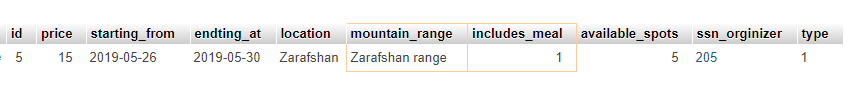 id price starting_from endting_at location mountain_range includes_meal available_spots ssn_orginizer type
5 15 2019-05-26 2019-05-30 Zarafshan Zarafshan range 1 5 205 1